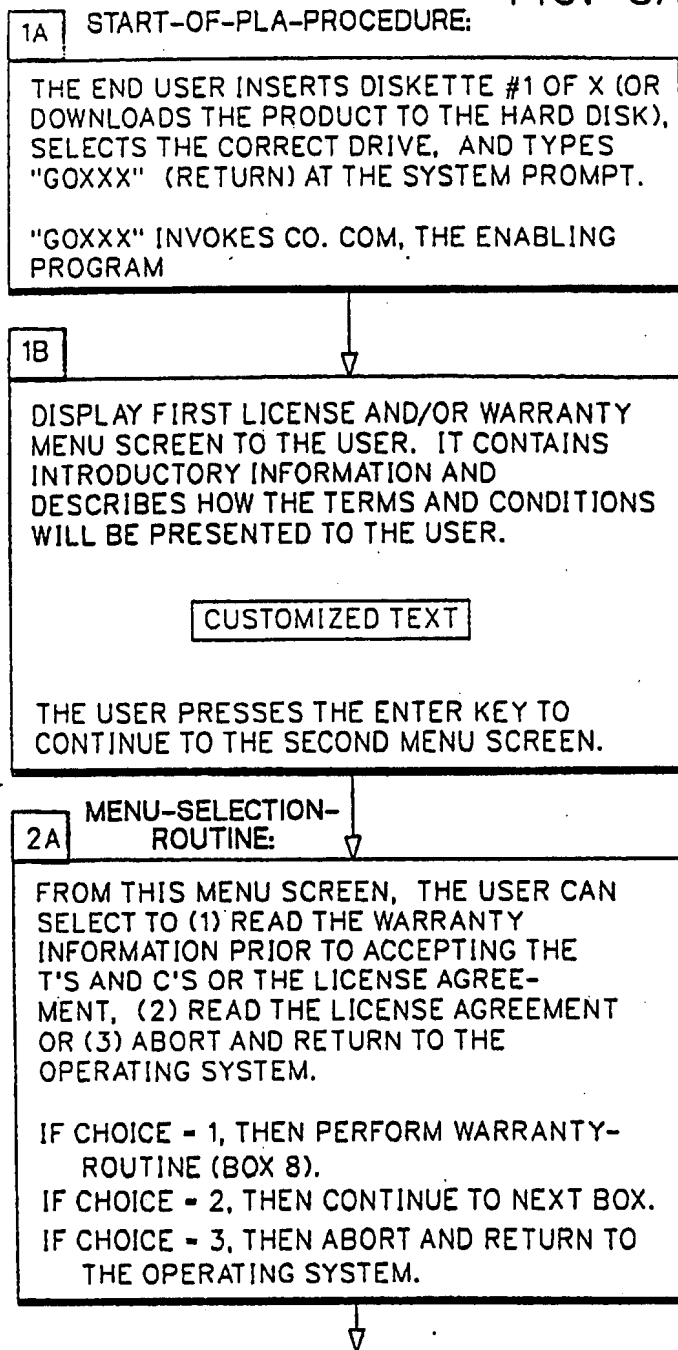 FIG.
1A START-OF-PLA-PROCEDURE:
THE END USER INSERTS DISKETTE #1 OF X (OR
DOWNLOADS THE PRODUCT TO THE HARD DISK),
SELECTS THE CORRECT DRIVE, AND TYPES
"GOXXX" (RETURN) AT THE SYSTEM PROMPT.
"GOXXX" INVOKES CO. COM, THE ENABLING
PROGRAM
1B
DISPLAY FIRST LICENSE AND/OR WARRANTY
MENU SCREEN TO THE USER. IT CONTAINS
INTRODUCTORY INFORMATION AND
DESCRIBES HOW THE TERMS AND CONDITIONS
WILL BE PRESENTED TO THE USER.
CUSTOMIZED TEXT
THE USER PRESSES THE ENTER KEY TO
CONTINUE TO THE SECOND MENU SCREEN.
2A MENU-SELECTION-
ROUTINE:
FROM THIS MENU SCREEN, THE USER CAN
SELECT TO (1) READ THE WARRANTY
INFORMATION PRIOR TO ACCEPTING THE
T'S AND C'S OR THE LICENSE AGREE-
MENT, (2) READ THE LICENSE AGREEMENT
OR (3) ABORT AND RETURN TO THE
OPERATING SYSTEM.
IF CHOICE = 1, THEN PERFORM WARRANTY-
ROUTINE (BOX 8).
IF CHOICE = 2, THEN CONTINUE TO NEXT BOX.
IF CHOICE = 3, THEN ABORT AND RETURN TO
THE OPERATING SYSTEM.